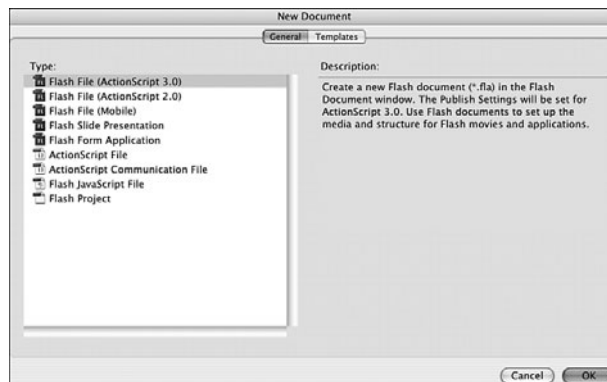 New Document
General Templates
Type:
Flash File (ActionScript 3.0)
Flash File (ActionScript 2.0)
Flash File (Mobile)
Flash Slide Presentation
Flash Form Application
ActionScript File
ActionScript Communication File
Flash JavaScript File
Flash Project
Description:
Create a new Flash document (*.fla) in the Flash
Document window. The Publish Settings will be set for
ActionScript 3.0. Use Flash documents to set up the
media and structure for Flash movies and applications.
Cancel OK